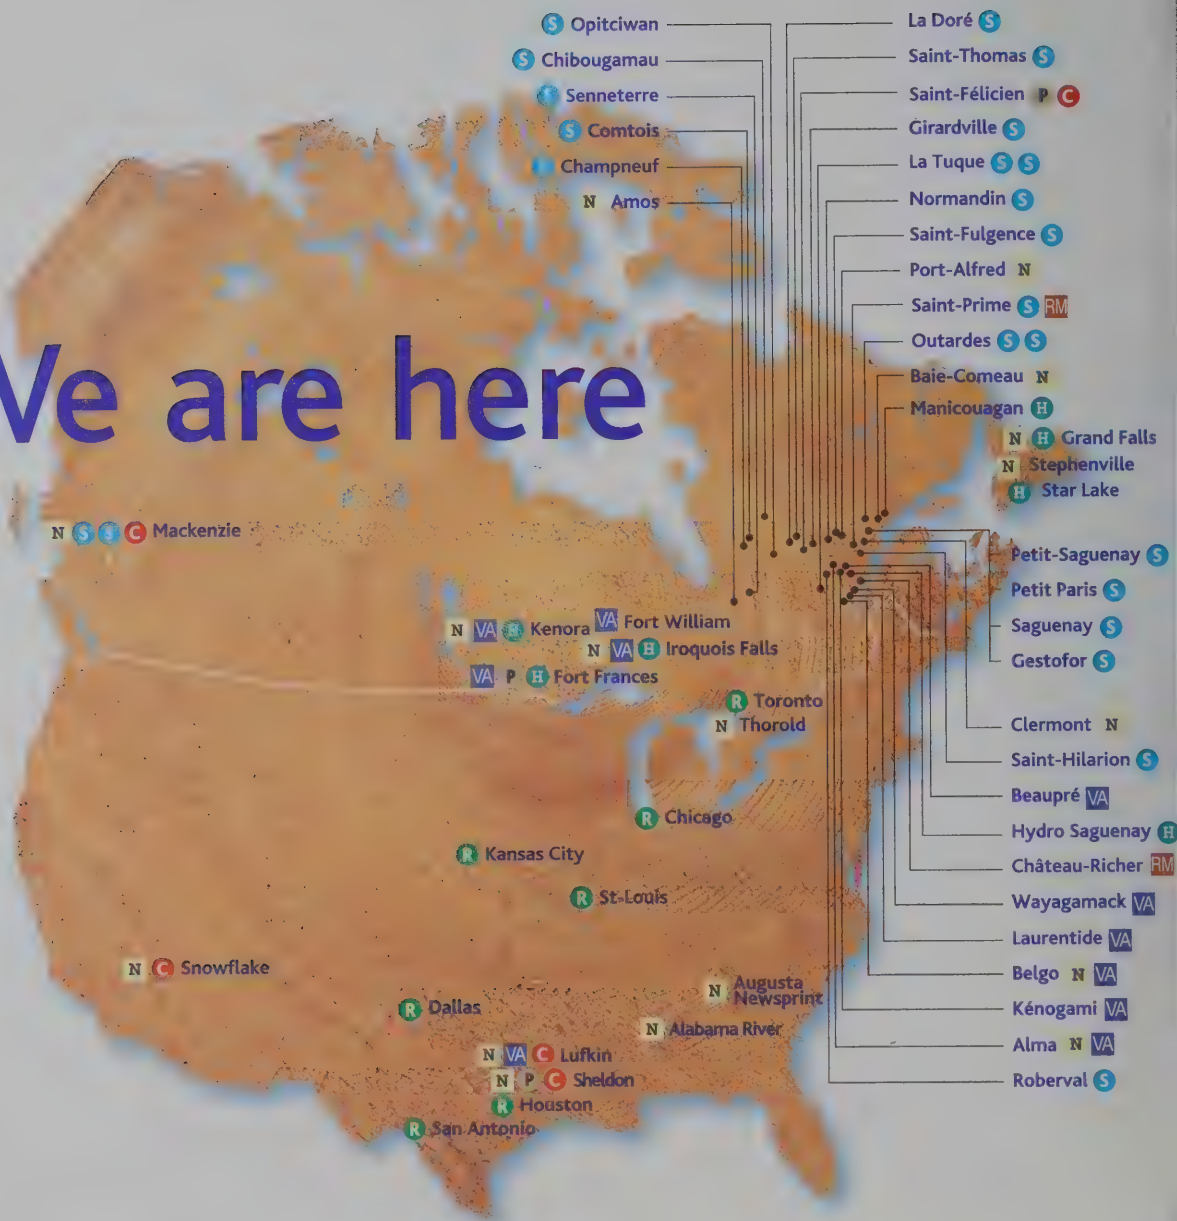 Opitciwan S
Chibougamau S
Senneterre
Comtois S
Champneuf
N Amos
La Doré S
Saint-Thomas S
Saint-Félicien P C
Girardville S
La Tuque S S
Normandin S
Saint-Fulgence S
Port-Alfred N
Saint-Prime S RM
Outardes S S
Baie-Comeau N
Manicouagan H
N H Grand Falls
N Stephenville
H Star Lake
We are here
N S S C Mackenzie
N VA H Kenora
VA Fort William
N VA H Iroquois Falls
VA P H Fort Frances
R Toronto
N Thorold
R Chicago
R Kansas City
R St-Louis
N C Snowflake
R Dallas
N Augusta
Newsprint
N Alabama River
N VA C Lufkin
N P C Sheldon
R Houston
R San Antonio
Petit-Saguenay S
Petit Paris S
Saguenay S
Gestofor S
Clermont N
Saint-Hilarion S
Beaupré VA
Hydro Saguenay H
Château-Richer RM
Wayagamack VA
Laurentide VA
Belgo N VA
Kénogami VA
Alma N VA
Roberval S